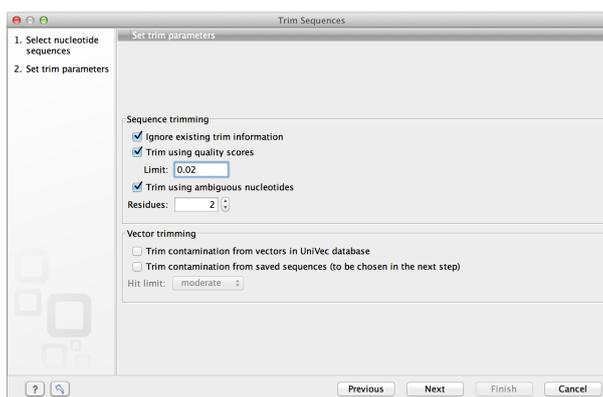 Trim Sequences
1. Select nucleotide
sequences
2. Set trim parameters
Set trim parameters
Sequence trimming
Ignore existing trim information
Trim using quality scores
Limit: 0.02
Trim using ambiguous nucleotides
Residues: 2
Vector trimming
Trim contamination from vectors in UniVec database
Trim contamination from saved sequences (to be chosen in the next step)
Hit limit: moderate
? Previous Next Finish Cancel